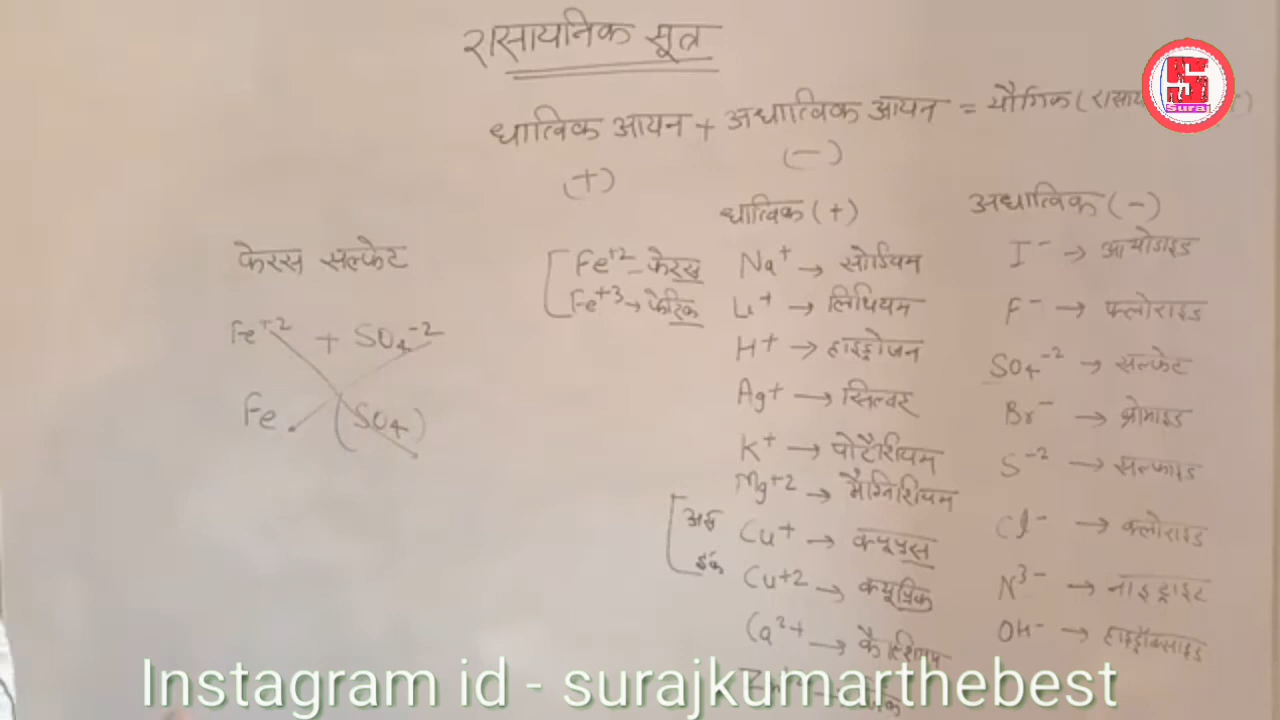 रासायनिक सूत्र
धात्विक आयन + अधात्विक आयन = यौगिक
(+) (-)
Suraj
धात्विक (+)
Na⁺ → सोडियम
Li⁺ → लिथियम
H⁺ → हाइड्रोजन
Ag⁺ → सिल्वर
K⁺ → पोटैशियम
Mg⁺² → मैग्निशियम
Cu⁺ → क्यूप्रस
Cu⁺² → क्यूप्रिक
Ca²⁺ → कैल्शियम
अधात्विक (-)
I⁻ → आयोडाइड
F⁻ → फ्लोराइड
SO₄⁻² → सल्फेट
Br⁻ → ब्रोमाइड
S⁻² → सल्फाइड
Cl⁻ → क्लोराइड
N³⁻ → नाइट्राइट
OH⁻ → हाइड्रॉक्साइड
Fe⁺² - फेरस
Fe⁺³ → फेरिक
फेरस सल्फेट
Fe⁺² + SO₄⁻²
Fe (SO₄)
Instagram id - surajkumarthebest